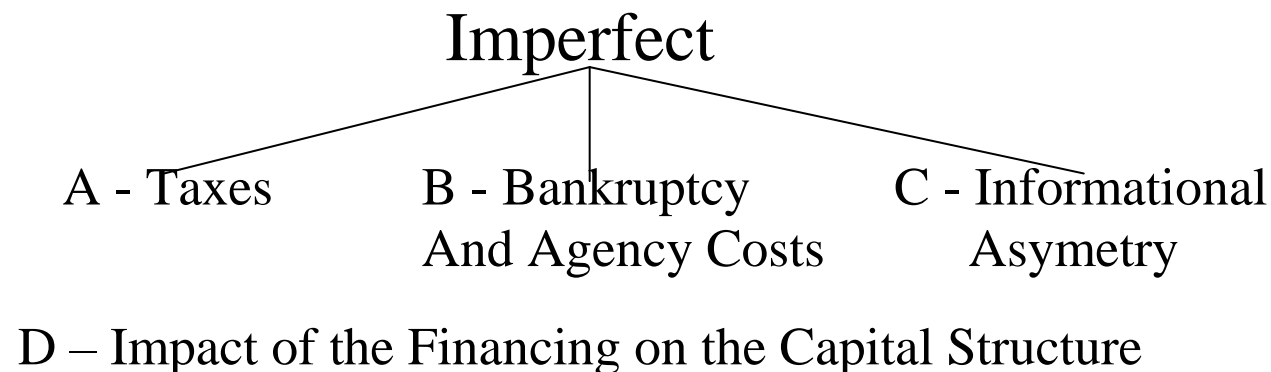 Imperfect
A - Taxes
B - Bankruptcy
And Agency Costs
C - Informational
Asymetry
D – Impact of the Financing on the Capital Structure